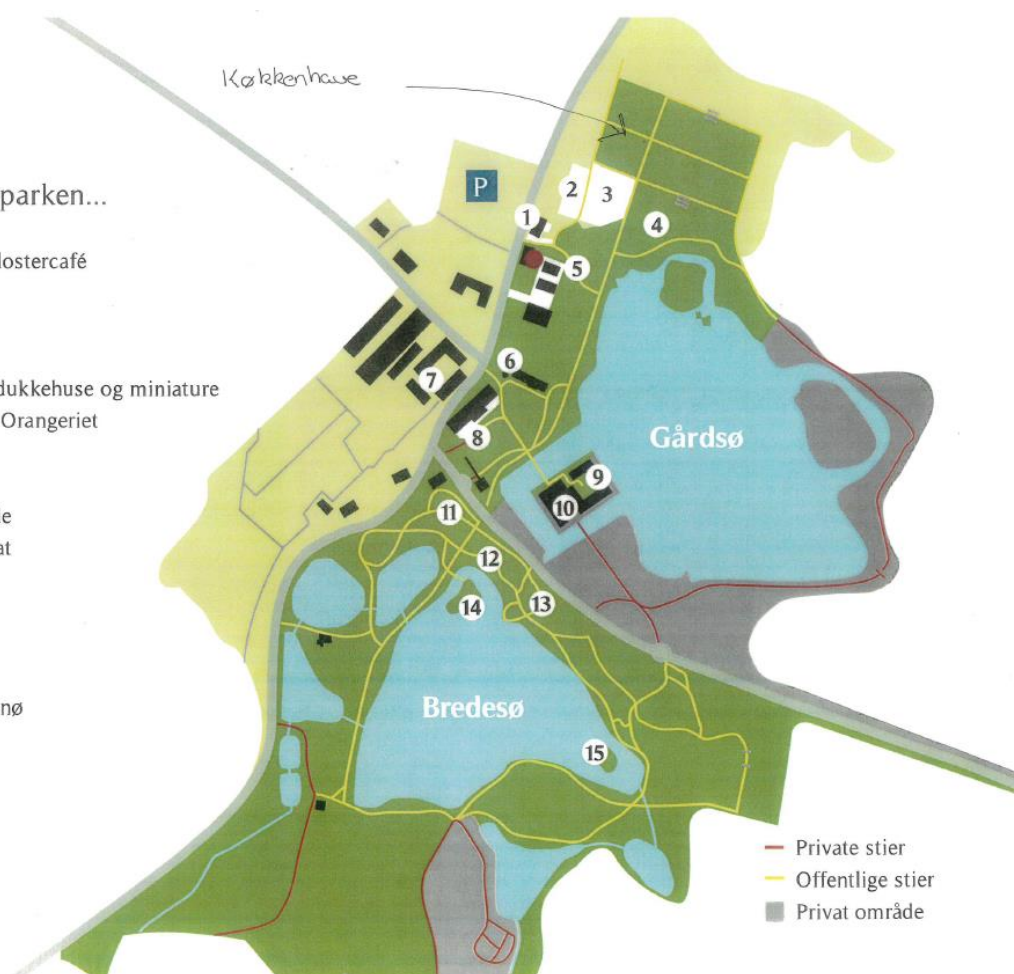 Køkkenhave
parken...
P
2
3
1
4
lostercafé
5
6
dukkehuse og miniature
7
Orangeriet
8
Gårdsø
9
10
11
at
12
13
14
nø
Bredesø
15
Private stier
Offentlige stier
Privat område